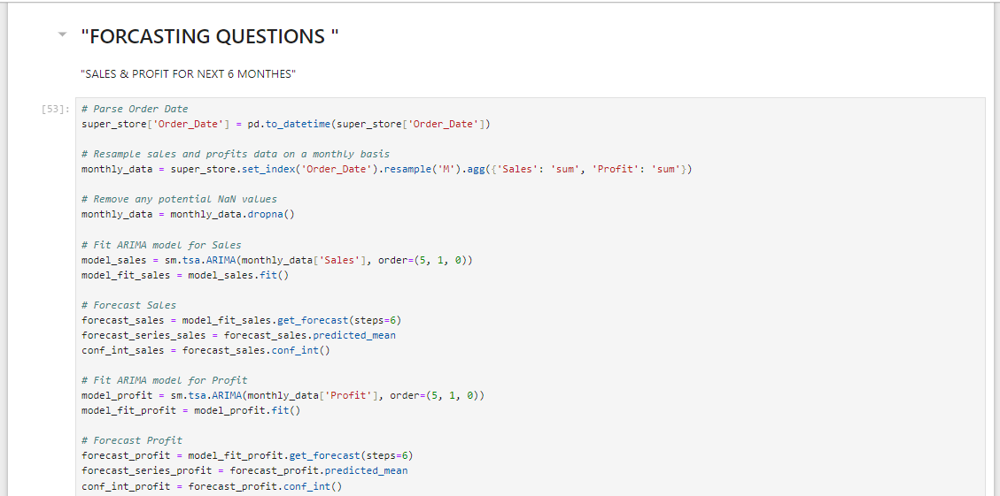 "FORCASTING QUESTIONS "
"SALES & PROFIT FOR NEXT 6 MONTHES"
[53]:
# Parse Order Date
super_store['Order_Date'] = pd.to_datetime(super_store['Order_Date'])
# Resample sales and profits data on a monthly basis
monthly_data = super_store.set_index('Order_Date').resample('M').agg({'Sales': 'sum', 'Profit': 'sum'})
# Remove any potential NaN values
monthly_data = monthly_data.dropna()
# Fit ARIMA model for Sales
model_sales = sm.tsa.ARIMA(monthly_data['Sales'], order=(5, 1, 0))
model_fit_sales = model_sales.fit()
# Forecast Sales
forecast_sales = model_fit_sales.get_forecast(steps=6)
forecast_series_sales = forecast_sales.predicted_mean
conf_int_sales = forecast_sales.conf_int()
# Fit ARIMA model for Profit
model_profit = sm.tsa.ARIMA(monthly_data['Profit'], order=(5, 1, 0))
model_fit_profit = model_profit.fit()
# Forecast Profit
forecast_profit = model_fit_profit.get_forecast(steps=6)
forecast_series_profit = forecast_profit.predicted_mean
conf_int_profit = forecast_profit.conf_int()